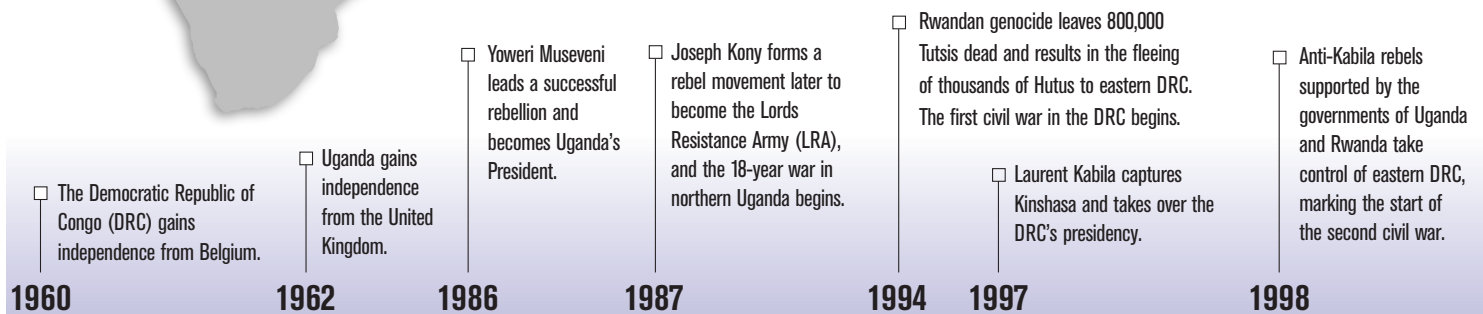 The Democratic Republic of
Congo (DRC) gains
independence from Belgium.
1960
Uganda gains
independence
from the United
Kingdom.
1962
Yoweri Museveni
leads a successful
rebellion and
becomes Uganda's
President.
1986
Joseph Kony forms a
rebel movement later to
become the Lords
Resistance Army (LRA),
and the 18-year war in
northern Uganda begins.
1987
Rwandan genocide leaves 800,000
Tutsis dead and results in the fleeing
of thousands of Hutus to eastern DRC.
The first civil war in the DRC begins.
1994
Laurent Kabila captures
Kinshasa and takes over the
DRC's presidency.
1997
Anti-Kabila rebels
supported by the
governments of Uganda
and Rwanda take
control of eastern DRC,
marking the start of
the second civil war.
1998